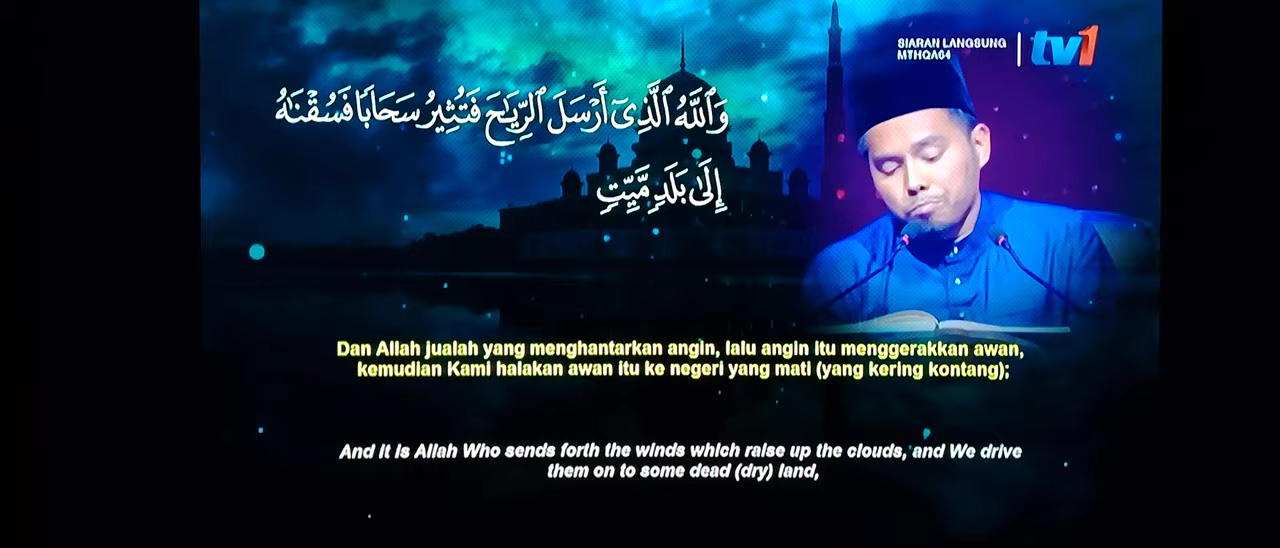 SIARAN LANGSUNG
MTHQA64
tv1
وَٱللَّهُ ٱلَّذِىٓ أَرْسَلَ ٱلرِّيَـٰحَ فَتُثِيرُ سَحَابًا فَسُقْنَـٰهُ
إِلَىٰ بَلَدٍ مَّيِّتٍ
Dan Allah jualah yang menghantarkan angin, lalu angin itu menggerakkan awan,
kemudian Kami halakan awan itu ke negeri yang mati (yang kering kontang);
And it is Allah Who sends forth the winds which raise up the clouds, and We drive
them on to some dead (dry) land,